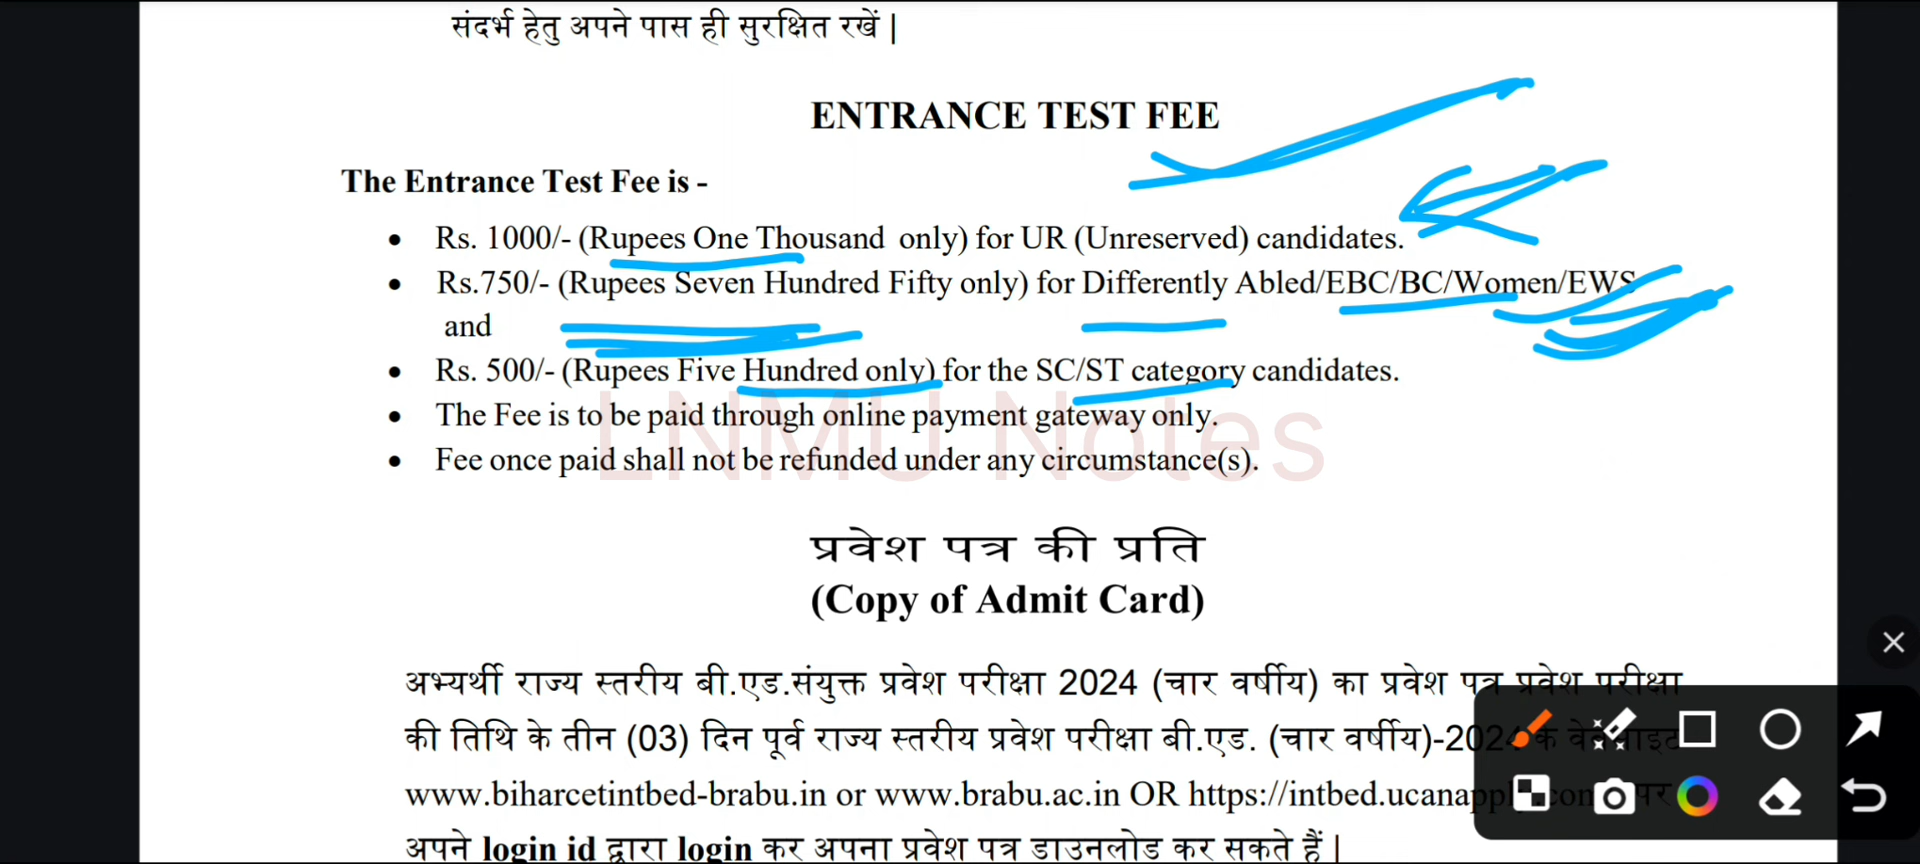 संदर्भ हेतु अपने पास ही सुरक्षित रखें |
ENTRANCE TEST FEE
The Entrance Test Fee is -
• Rs. 1000/- (Rupees One Thousand only) for UR (Unreserved) candidates.
• Rs.750/- (Rupees Seven Hundred Fifty only) for Differently Abled/EBC/BC/Women/EWS
and
• Rs. 500/- (Rupees Five Hundred only) for the SC/ST category candidates.
• The Fee is to be paid through online payment gateway only.
• Fee once paid shall not be refunded under any circumstance(s).
LNMU Notes
प्रवेश पत्र की प्रति
(Copy of Admit Card)
अभ्यर्थी राज्य स्तरीय बी.एड.संयुक्त प्रवेश परीक्षा 2024 (चार वर्षीय) का प्रवेश पत्र प्रवेश परीक्षा
की तिथि के तीन (03) दिन पूर्व राज्य स्तरीय प्रवेश परीक्षा बी.एड. (चार वर्षीय)-2024 के वेबसाइट
www.biharcetintbed-brabu.in or www.brabu.ac.in OR https://intbed.ucanapply.com पर
अपने login id द्वारा login कर अपना प्रवेश पत्र डाउनलोड कर सकते हैं |